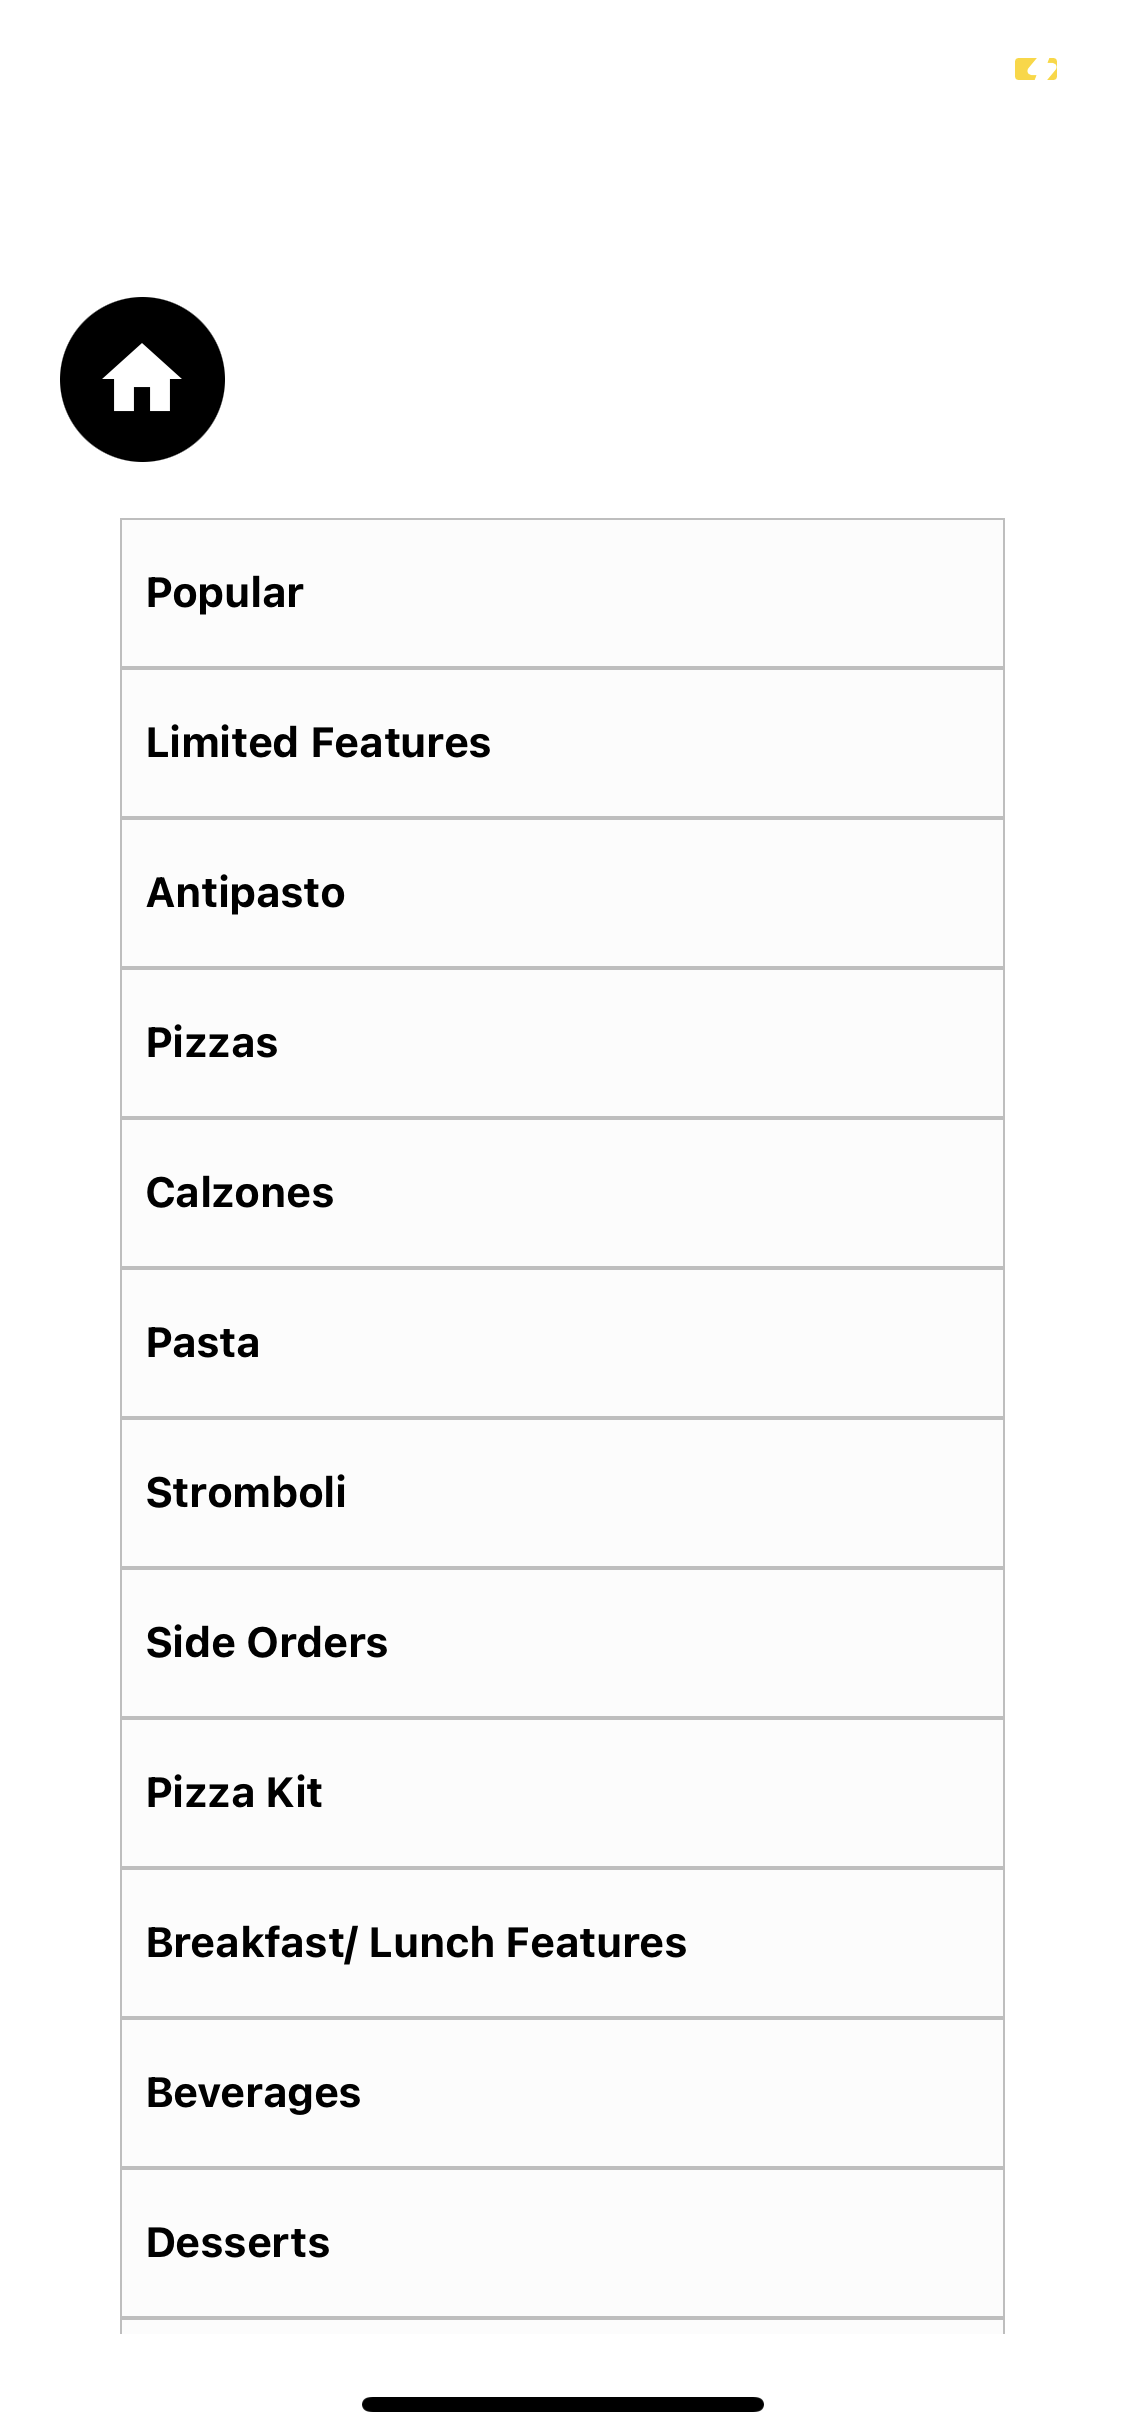 Popular
Limited Features
Antipasto
Pizzas
Calzones
Pasta
Stromboli
Side Orders
Pizza Kit
Breakfast/ Lunch Features
Beverages
Desserts